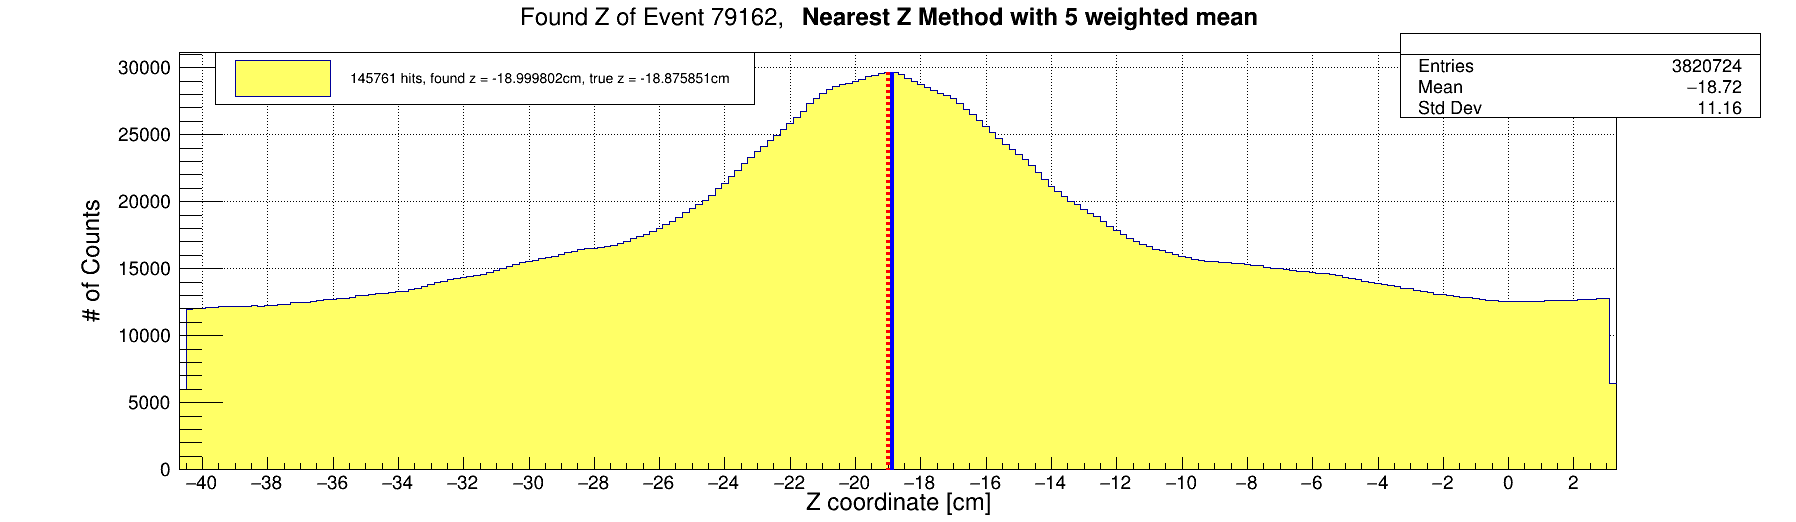 Found Z of Event 79162, Nearest Z Method with 5 weighted mean
145761 hits, found z = -18.999802cm, true z = -18.875851cm
Entries 3820724
Mean −18.72
Std Dev 11.16
# of Counts
30000
25000
20000
15000
10000
5000
0
−40 −38 −36 −34 −32 −30 −28 −26 −24 −22 −20 −18 −16 −14 −12 −10 −8 −6 −4 −2 0 2
Z coordinate [cm]